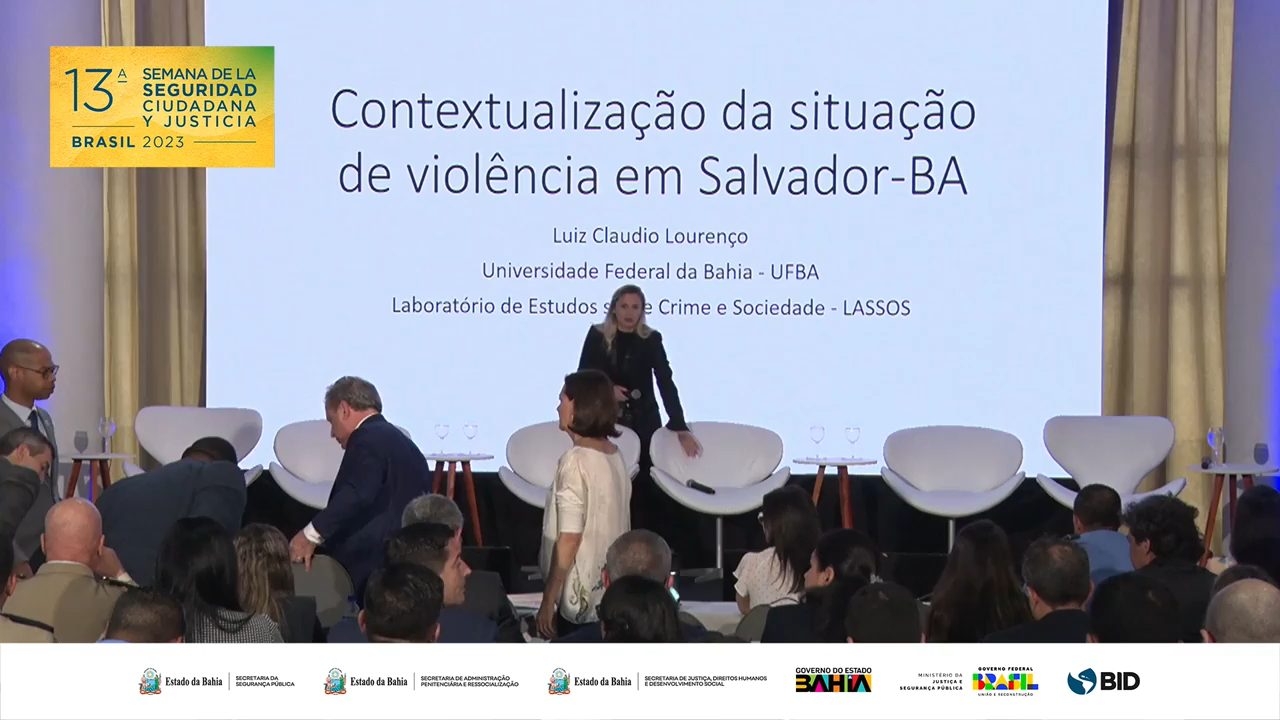 13ª
SEMANA DE LA
SEGURIDAD
CIUDADANA
Y JUSTICIA
BRASIL 2023
Contextualização da situação
de violência em Salvador-BA
Luiz Claudio Lourenço
Universidade Federal da Bahia - UFBA
Laboratório de Estudos s e Crime e Sociedade - LASSOS
Estado da Bahia
SECRETARIA DA
SEGURANÇA PÚBLICA
Estado da Bahia
SECRETARIA DE ADMINISTRAÇÃO
PENITENCIÁRIA E RESSOCIALIZAÇÃO
Estado da Bahia
SECRETARIA DE JUSTIÇA, DIREITOS HUMANOS
E DESENVOLVIMENTO SOCIAL
GOVERNO DO ESTADO
BAHIA
MINISTÉRIO DA
JUSTIÇA E
SEGURANÇA PÚBLICA
GOVERNO FEDERAL
BRASIL
UNIÃO E RECONSTRUÇÃO
BID